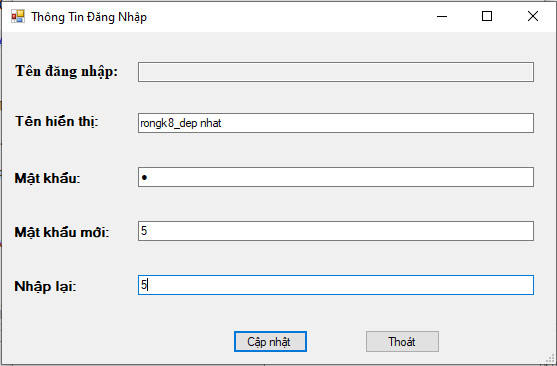 Thông Tin Đăng Nhập
Tên đăng nhập:
Tên hiển thị: rongk8_dep nhat
Mật khẩu: ●
Mật khẩu mới: 5
Nhập lại: 5
Cập nhật Thoát